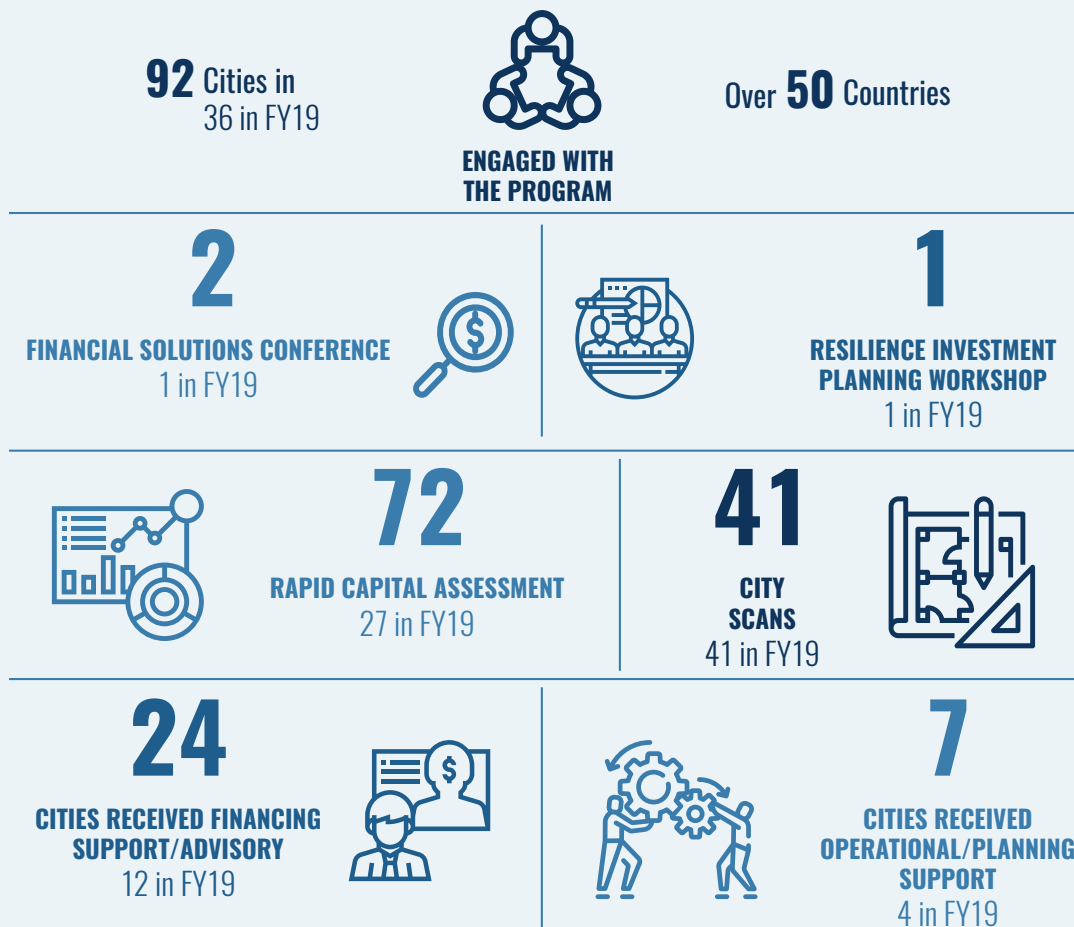 92 Cities in
36 in FY19
ENGAGED WITH
THE PROGRAM
Over 50 Countries
2
FINANCIAL SOLUTIONS CONFERENCE
1 in FY19
$
1
RESILIENCE INVESTMENT
PLANNING WORKSHOP
1 in FY19
72
RAPID CAPITAL ASSESSMENT
27 in FY19
41
CITY
SCANS
41 in FY19
24
CITIES RECEIVED FINANCING
SUPPORT/ADVISORY
12 in FY19
$
7
CITIES RECEIVED
OPERATIONAL/PLANNING
SUPPORT
4 in FY19